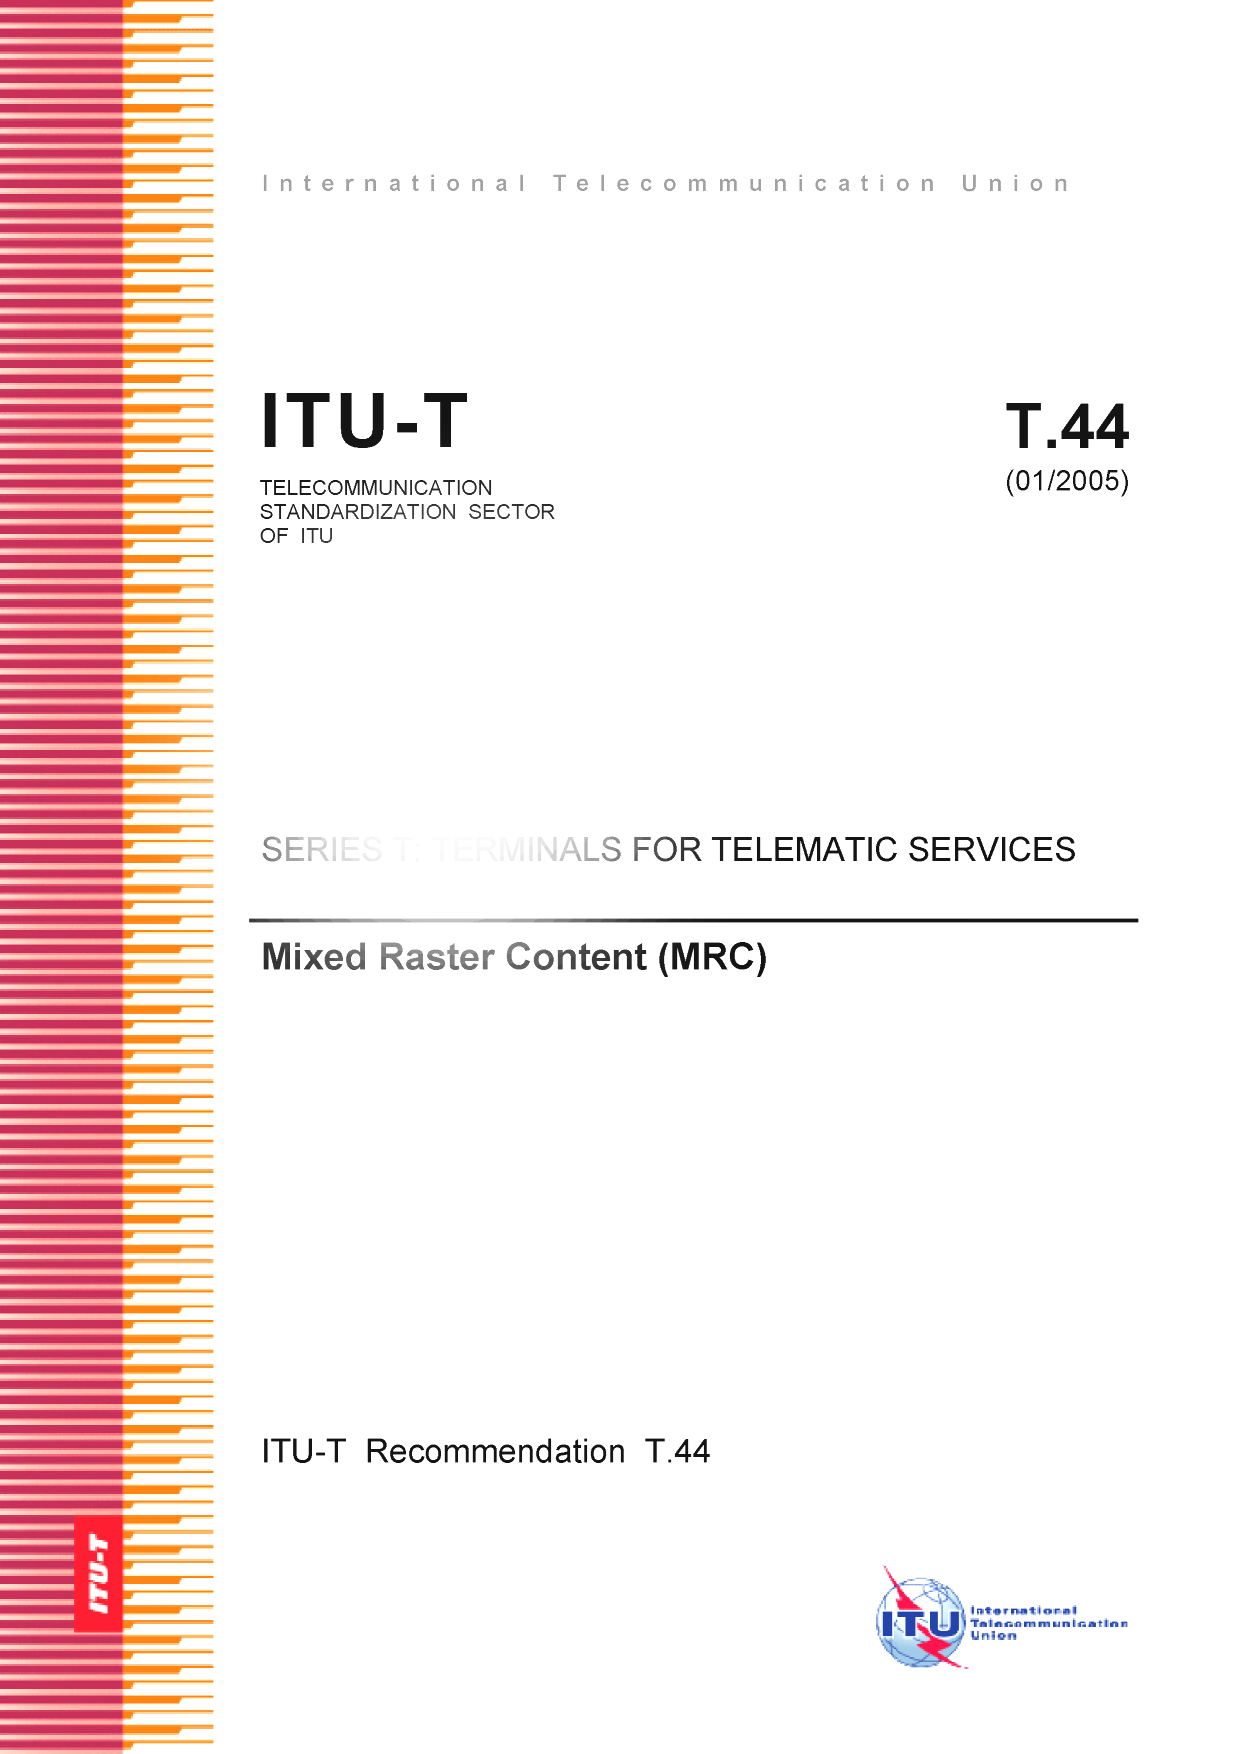 International Telecommunication Union
ITU-T
T.44
TELECOMMUNICATION
STANDARDIZATION SECTOR
OF ITU
(01/2005)
SERIES T: TERMINALS FOR TELEMATIC SERVICES
Mixed Raster Content (MRC)
ITU-T Recommendation T.44
ITU-T
ITU
International
Telecommunication
Union